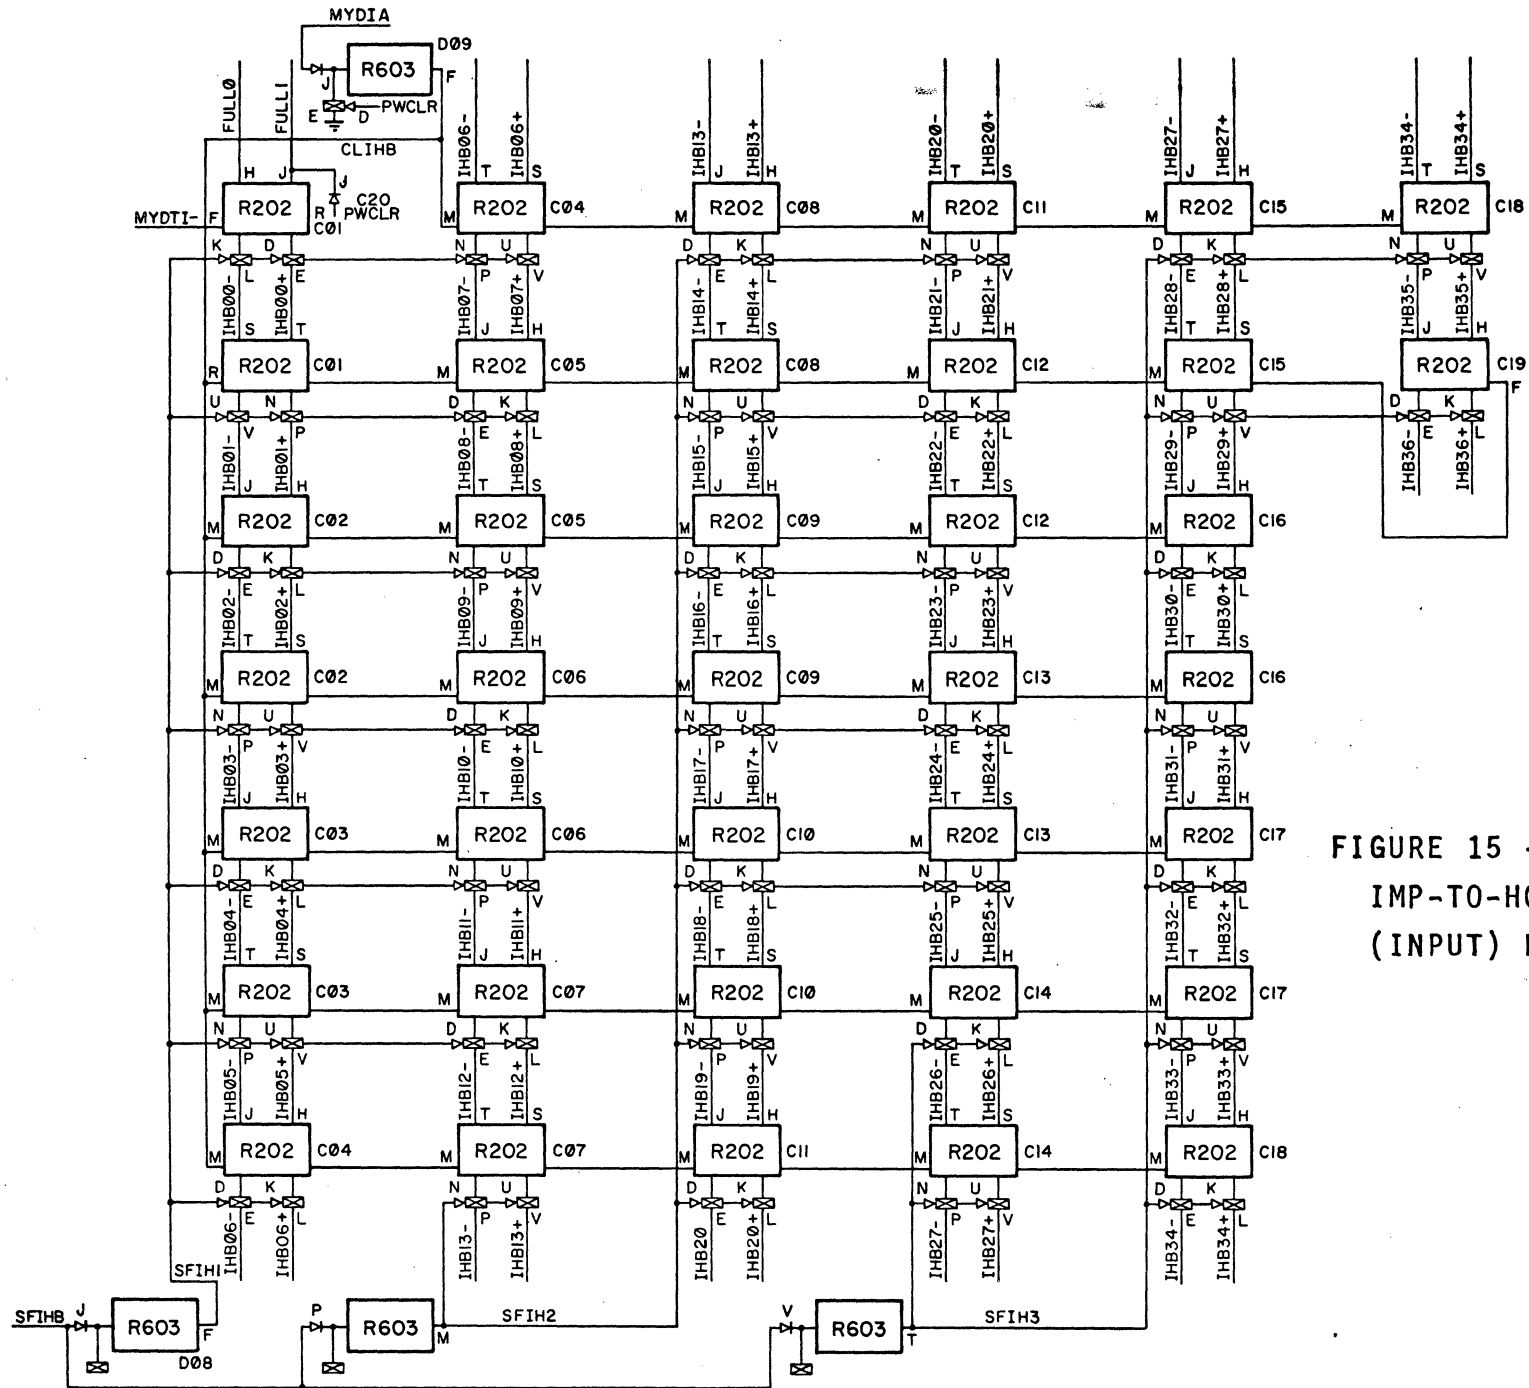 MYDIA
D09
R603
J F
E D PWCLR
CLIHB
FULL0 FULL1 IHB06- IHB06+ IHB13- IHB13+ IHB20- IHB20+ IHB27- IHB27+ IHB34- IHB34+
H J T S J H T S J H T S
J C20
R PWCLR
MYDTI- F R202 C01 M R202 C04 M R202 C08 M R202 C11 M R202 C15 M R202 C18
K D N U D K N U D K N U
L E P V E L P V E L P V
IHB00- IHB00+ IHB07- IHB07+ IHB14- IHB14+ IHB21- IHB21+ IHB28- IHB28+ IHB35- IHB35+
S T J H T S J H T S J H
R R202 C01 M R202 C05 M R202 C08 M R202 C12 M R202 C15 R202 C19 F
U N D K N U D K N U D K
V P E L P V E L P V E L
IHB01- IHB01+ IHB08- IHB08+ IHB15- IHB15+ IHB22- IHB22+ IHB29- IHB29+ IHB36- IHB36+
J H T S J H T S J H
M R202 C02 M R202 C05 M R202 C09 M R202 C12 M R202 C16
D K N U D K N U D K
E L P V E L P V E L
IHB02- IHB02+ IHB09- IHB09+ IHB16- IHB16+ IHB23- IHB23+ IHB30- IHB30+
T S J H T S J H T S
M R202 C02 M R202 C06 M R202 C09 M R202 C13 M R202 C16
N U D K N U D K N U
P V E L P V E L P V
IHB03- IHB03+ IHB10- IHB10+ IHB17- IHB17+ IHB24- IHB24+ IHB31- IHB31+
J H T S J H T S J H
M R202 C03 M R202 C06 M R202 C10 M R202 C13 M R202 C17
D K N U D K N U D K
E L P V E L P V E L
IHB04- IHB04+ IHB11- IHB11+ IHB18- IHB18+ IHB25- IHB25+ IHB32- IHB32+
T S J H T S J H T S
M R202 C03 M R202 C07 M R202 C10 M R202 C14 M R202 C17
N U D K N U D K N U
P V E L P V E L P V
IHB05- IHB05+ IHB12- IHB12+ IHB19- IHB19+ IHB26- IHB26+ IHB33- IHB33+
J H T S J H T S J H
M R202 C04 M R202 C07 M R202 C11 M R202 C14 M R202 C18
D K N U D K N U D K
E L P V E L P V E L
IHB06- IHB06+ IHB13- IHB13+ IHB20 IHB20+ IHB27- IHB27+ IHB34- IHB34+
SFIH1
SFIHB J R603 F P R603 M SFIH2 V R603 T SFIH3
D08
FIGURE 15 -
IMP-TO-HO
(INPUT)